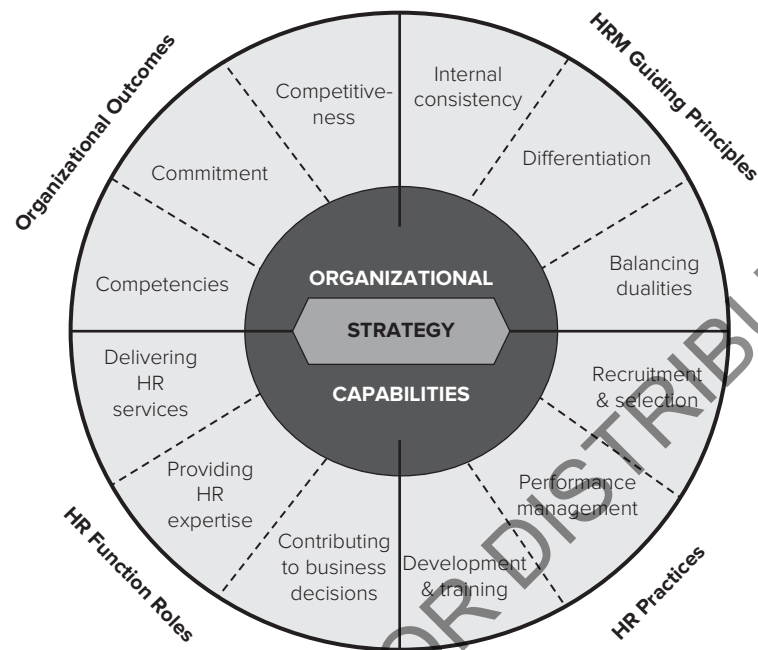 Organizational Outcomes
HRM Guiding Principles
Competitive-
ness
Internal
consistency
Commitment
Differentiation
Competencies
Balancing
dualities
ORGANIZATIONAL
STRATEGY
CAPABILITIES
Delivering
HR
services
Recruitment
& selection
Providing
HR
expertise
Performance
management
Contributing
to business
decisions
Development
& training
HR Function Roles
HR Practices
OR DISTRIB